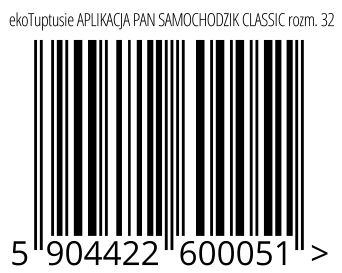 ekoTuptusie APLIKACJA PAN SAMOCHODZIK CLASSIC rozm. 32
5 904422 600051 >